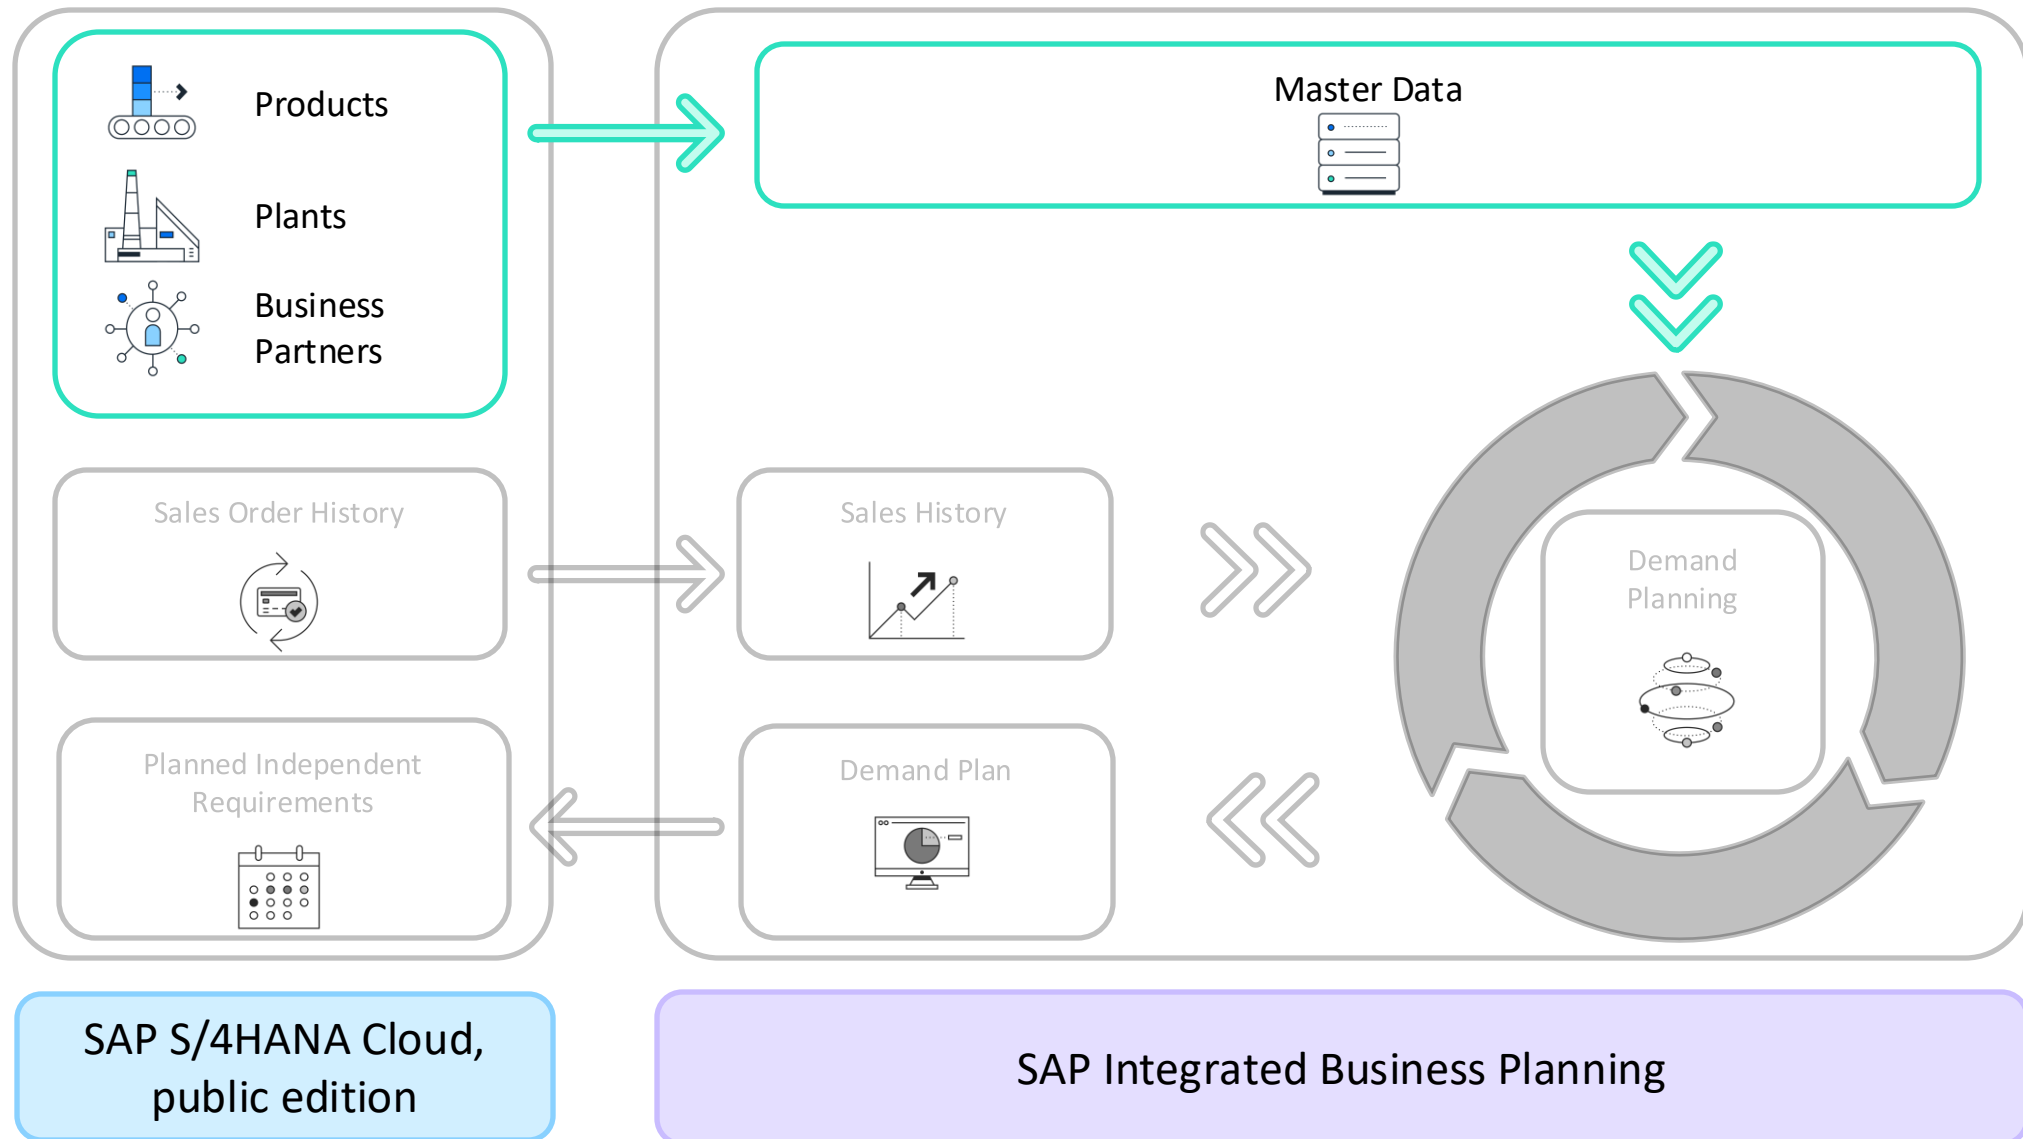 Products
Plants
Business
Partners
Master Data
Sales Order History
Sales History
Demand
Planning
Planned Independent
Requirements
Demand Plan
SAP S/4HANA Cloud,
public edition
SAP Integrated Business Planning